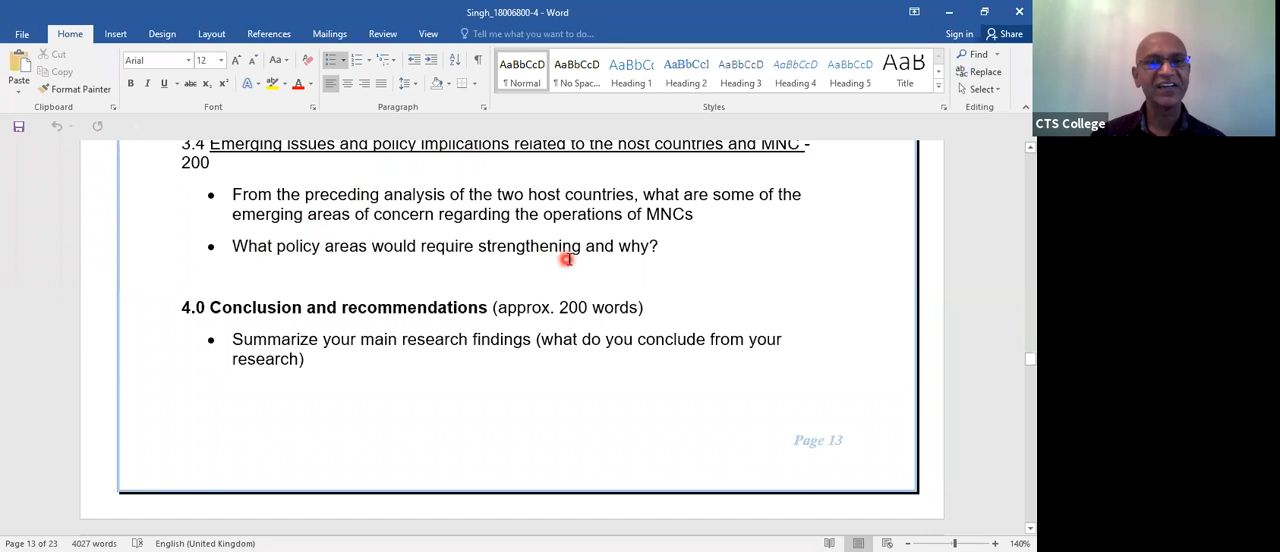 Singh_18006800-4 - Word
File Home Insert Design Layout References Mailings Review View Tell me what you want to do... Sign in Share
Cut
Copy
Paste
Format Painter
Arial 12
Aa
B I U abc x₂ x² A A
AaBbCcD AaBbCcD AaBbCc AaBbCcI AaBbCcD AaBbCcD AaBbCcD AaB
¶ Normal ¶ No Spac... Heading 1 Heading 2 Heading 3 Heading 4 Heading 5 Title
Find
Replace
Select
Clipboard Font Paragraph Styles Editing
CTS College
3.4 Emerging issues and policy implications related to the host countries and MNC -
200
• From the preceding analysis of the two host countries, what are some of the
emerging areas of concern regarding the operations of MNCs
• What policy areas would require strengthening and why?
4.0 Conclusion and recommendations (approx. 200 words)
• Summarize your main research findings (what do you conclude from your
research)
Page 13
Page 13 of 23 4027 words English (United Kingdom) 140%